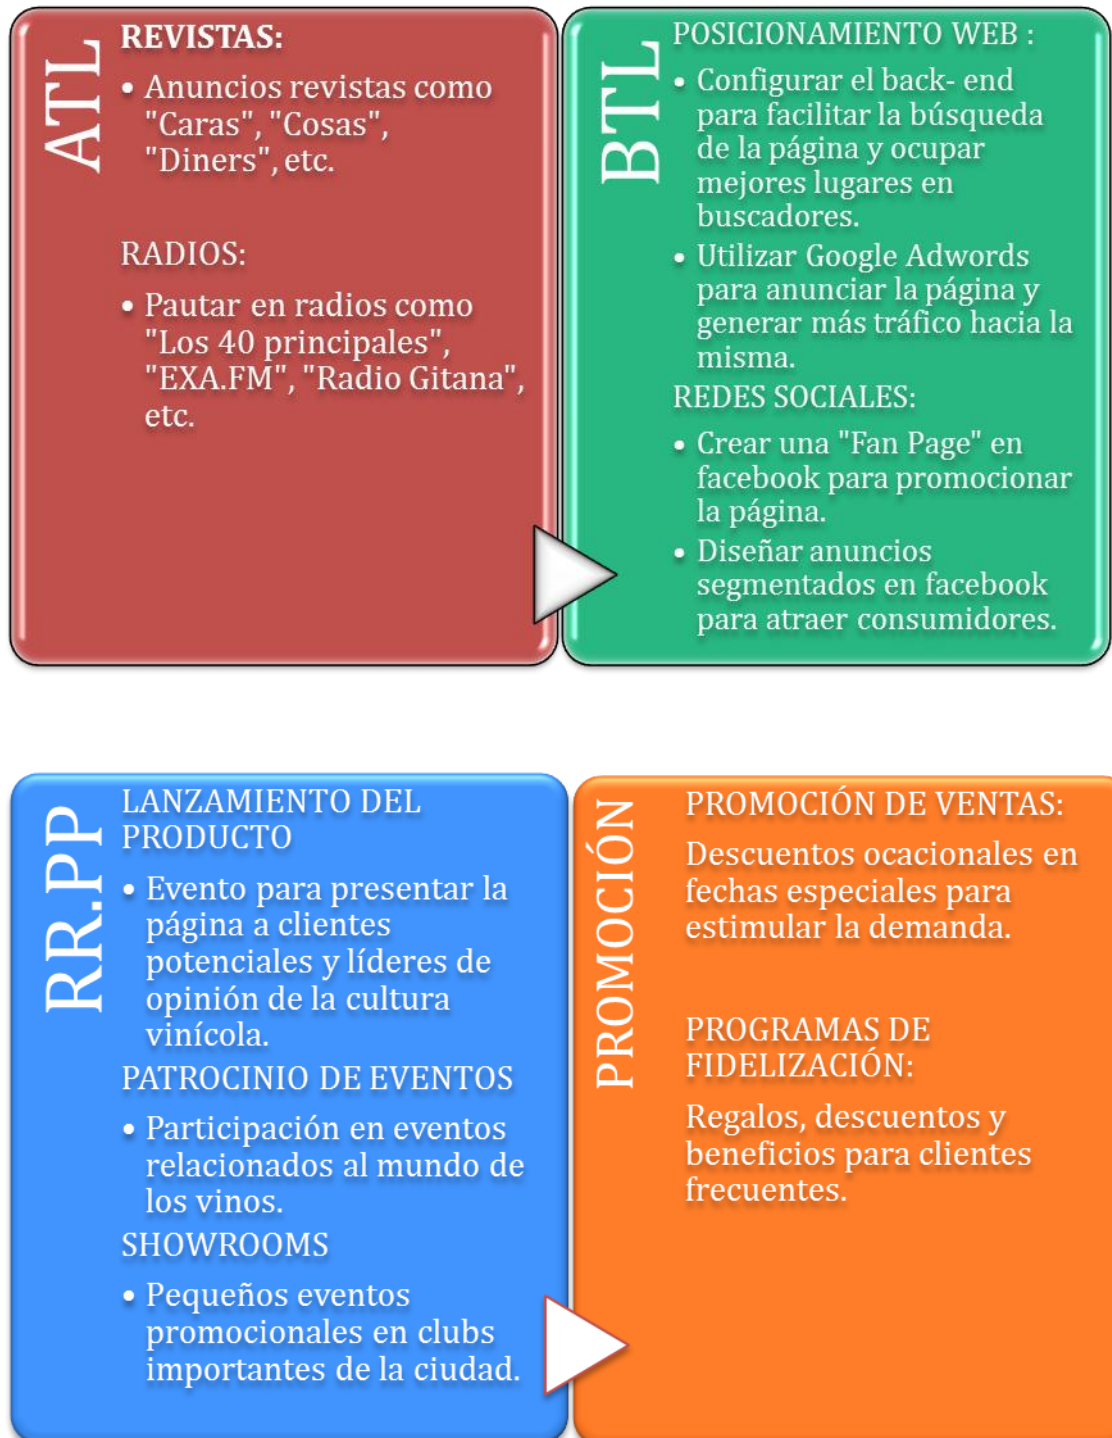 ATL
REVISTAS:
• Anuncios revistas como
"Caras", "Cosas",
"Diners", etc.
RADIOS:
• Pautar en radios como
"Los 40 principales",
"EXA.FM", "Radio Gitana",
etc.
BTL
POSICIONAMIENTO WEB :
• Configurar el back- end
para facilitar la búsqueda
de la página y ocupar
mejores lugares en
buscadores.
• Utilizar Google Adwords
para anunciar la página y
generar más tráfico hacia la
misma.
REDES SOCIALES:
• Crear una "Fan Page" en
facebook para promocionar
la página.
• Diseñar anuncios
segmentados en facebook
para atraer consumidores.
RR.PP
LANZAMIENTO DEL
PRODUCTO
• Evento para presentar la
página a clientes
potenciales y líderes de
opinión de la cultura
vinícola.
PATROCINIO DE EVENTOS
• Participación en eventos
relacionados al mundo de
los vinos.
SHOWROOMS
• Pequeños eventos
promocionales en clubs
importantes de la ciudad.
PROMOCIÓN
PROMOCIÓN DE VENTAS:
Descuentos ocacionales en
fechas especiales para
estimular la demanda.
PROGRAMAS DE
FIDELIZACIÓN:
Regalos, descuentos y
beneficios para clientes
frecuentes.